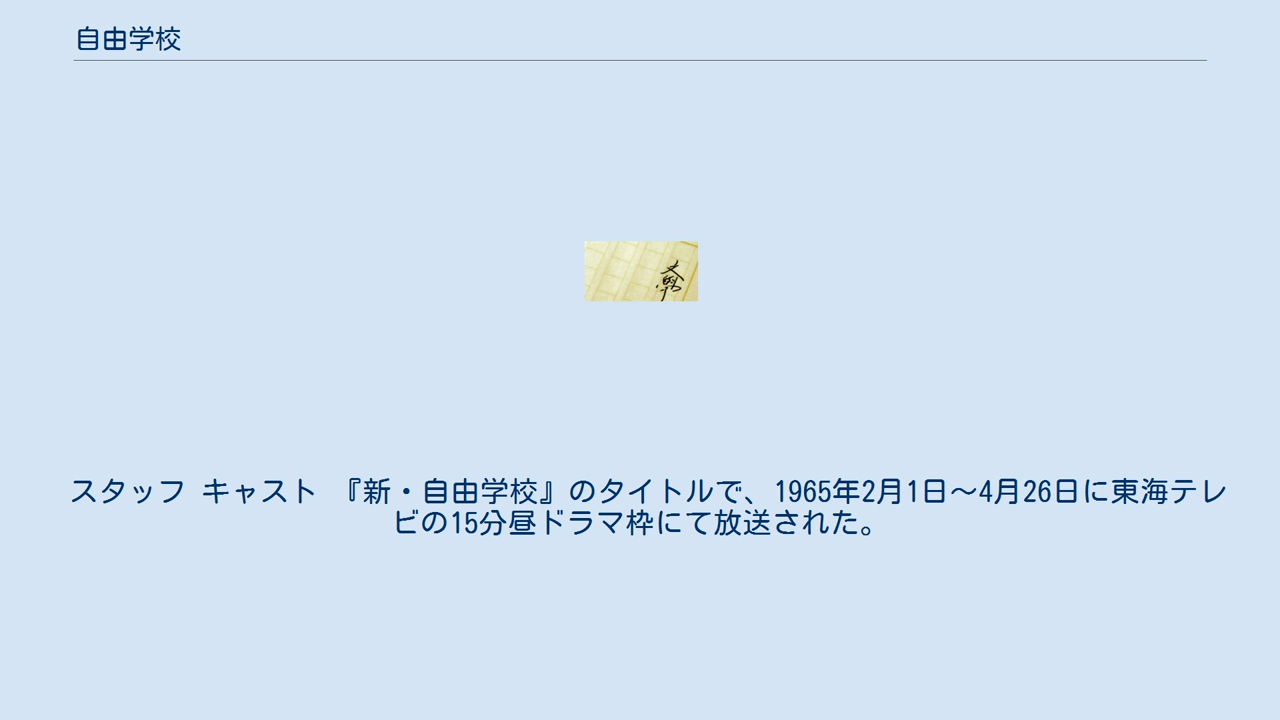 自由学校
スタッフ キャスト 『新・自由学校』のタイトルで、1965年2月1日〜4月26日に東海テレ
ビの15分昼ドラマ枠にて放送された。